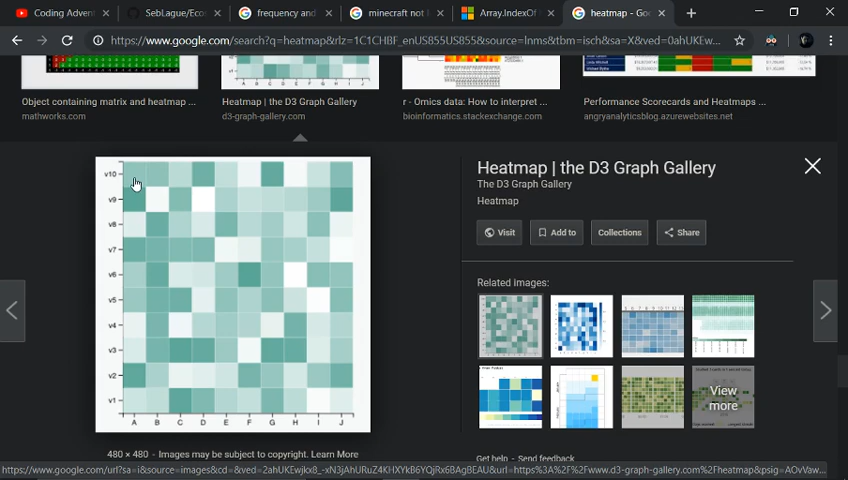 Coding Advent
SebLague/Eco
frequency and
minecraft not l
Array.IndexOf
heatmap - Goo
https://www.google.com/search?q=heatmap&rlz=1C1CHBF_enUS855US855&source=lnms&tbm=isch&sa=X&ved=0ahUKEw...
Object containing matrix and heatmap ...
mathworks.com
Heatmap | the D3 Graph Gallery
d3-graph-gallery.com
r - Omics data: How to interpret ...
bioinformatics.stackexchange.com
Performance Scorecards and Heatmaps ...
angryanalyticsblog.azurewebsites.net
v10
v9
v8
v7
v6
v5
v4
v3
v2
v1
A B C D E F G H I J
480 × 480 - Images may be subject to copyright. Learn More
Heatmap | the D3 Graph Gallery
The D3 Graph Gallery
Heatmap
Visit
Add to
Collections
Share
Related images:
View
more
Get help - Send feedback
https://www.google.com/url?sa=i&source=images&cd=&ved=2ahUKEwjkx8_-xN3jAhURuZ4KHXYkB6YQjRx6BAgBEAU&url=https%3A%2F%2Fwww.d3-graph-gallery.com%2Fheatmap&psig=AOvVaw...